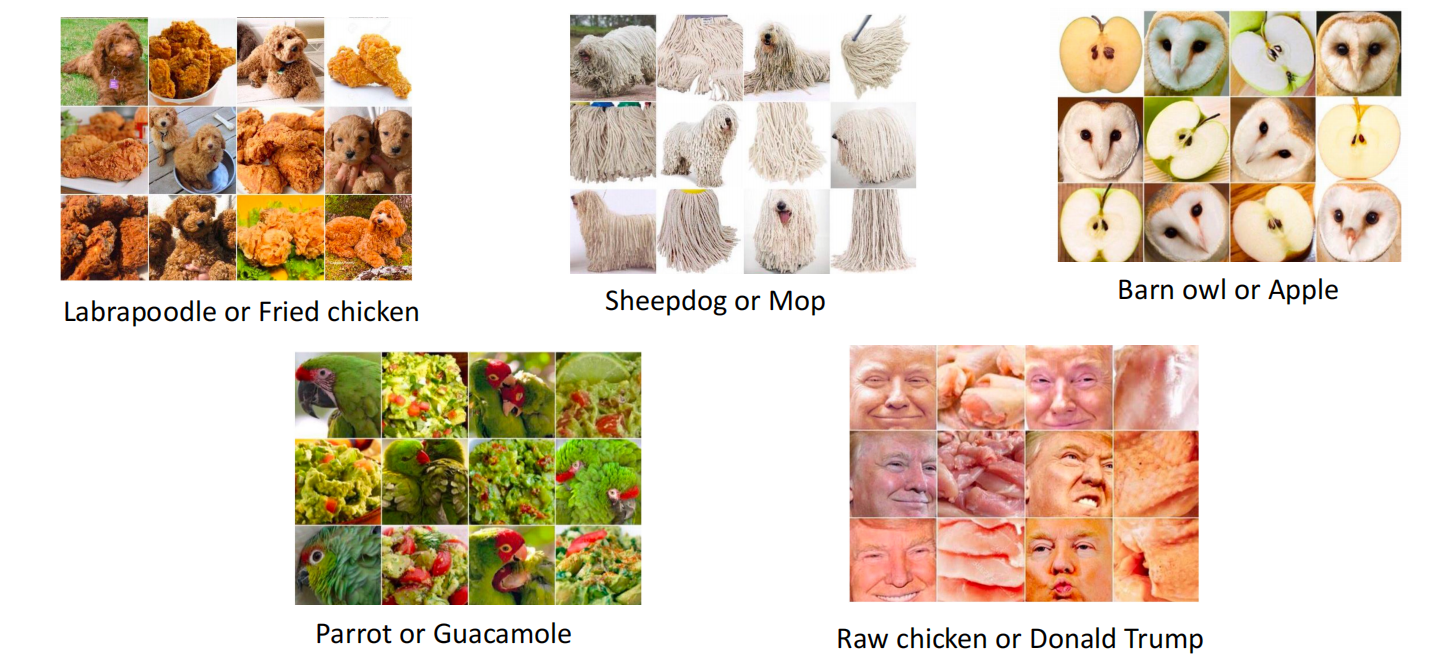 Labrapoodle or Fried chicken
Sheepdog or Mop
Barn owl or Apple
Parrot or Guacamole
Raw chicken or Donald Trump